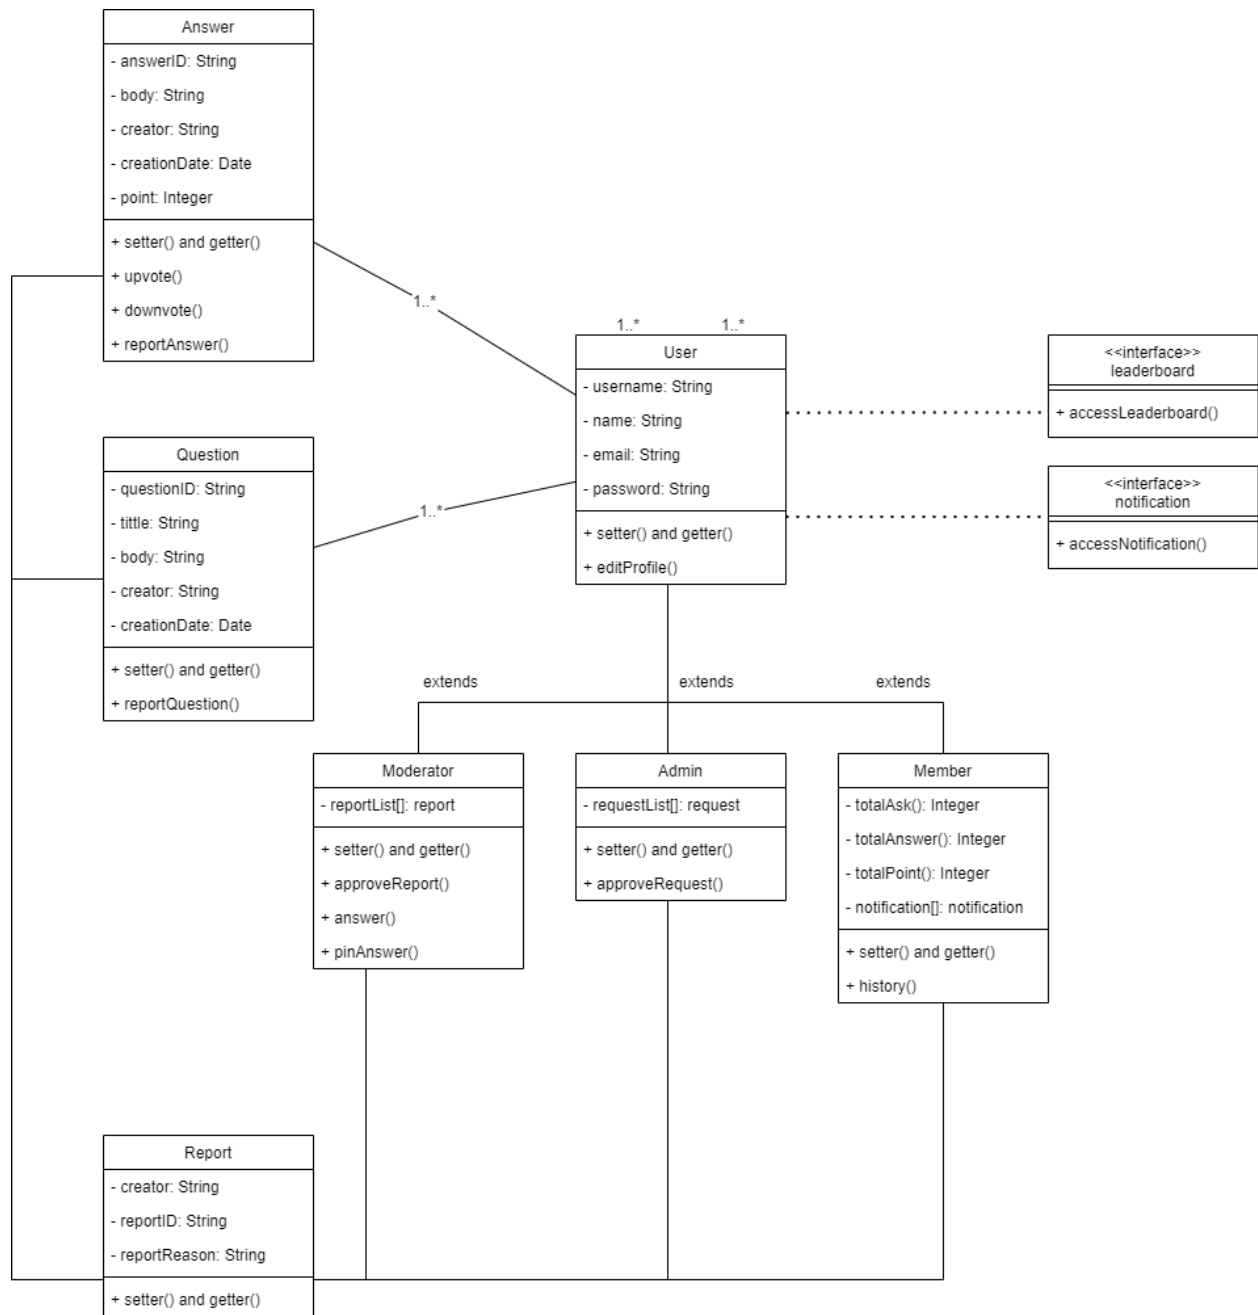 Answer
- answerID: String
- body: String
- creator: String
- creationDate: Date
- point: Integer
+ setter() and getter()
+ upvote()
+ downvote()
+ reportAnswer()
1..*
1..*
1..*
User
- username: String
- name: String
- email: String
- password: String
+ setter() and getter()
+ editProfile()
<<interface>>
leaderboard
+ accessLeaderboard()
<<interface>>
notification
+ accessNotification()
Question
- questionID: String
- tittle: String
- body: String
- creator: String
- creationDate: Date
+ setter() and getter()
+ reportQuestion()
1..*
extends
extends
extends
Moderator
- reportList[]: report
+ setter() and getter()
+ approveReport()
+ answer()
+ pinAnswer()
Admin
- requestList[]: request
+ setter() and getter()
+ approveRequest()
Member
- totalAsk(): Integer
- totalAnswer(): Integer
- totalPoint(): Integer
- notification[]: notification
+ setter() and getter()
+ history()
Report
- creator: String
- reportID: String
- reportReason: String
+ setter() and getter()